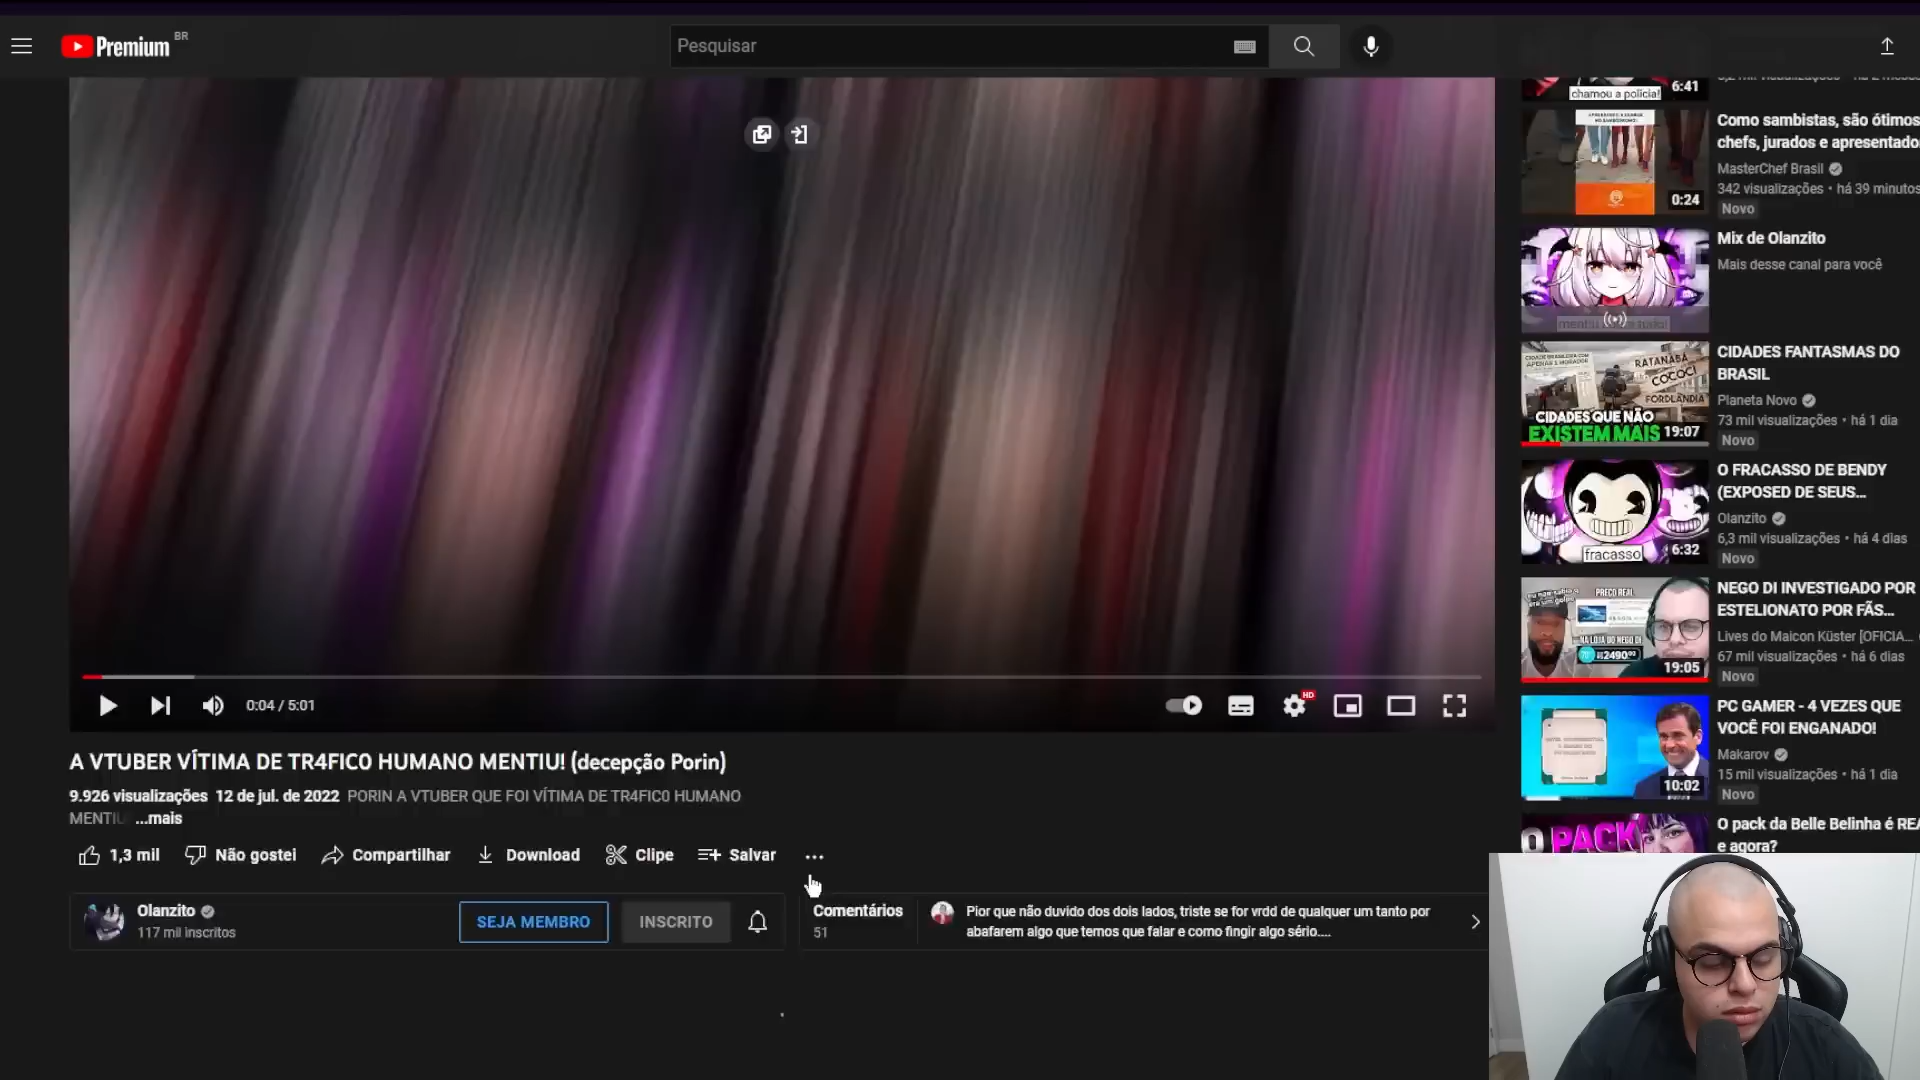 Premium BR
Pesquisar
chamou a polícia! 6:41
Como sambistas, são ótimos
chefs, jurados e apresentado
MasterChef Brasil
342 visualizações • há 39 minutos
Novo
0:24
Mix de Olanzito
Mais desse canal para você
CIDADES FANTASMAS DO
BRASIL
Planeta Novo
73 mil visualizações • há 1 dia
Novo
RATANABÁ
COCOCI
FORDLÂNDIA
CIDADES QUE NÃO
EXISTEM MAIS 19:07
O FRACASSO DE BENDY
(EXPOSED DE SEUS...
Olanzito
6,3 mil visualizações • há 4 dias
Novo
fracasso 6:32
NEGO DI INVESTIGADO POR
ESTELIONATO POR FÃS...
Lives do Maicon Küster [OFICIA...
67 mil visualizações • há 6 dias
Novo
PREÇO REAL
NA LOJA DO NEGO DI
19:05
PC GAMER - 4 VEZES QUE
VOCÊ FOI ENGANADO!
Makarov
15 mil visualizações • há 1 dia
Novo
10:02
O pack da Belle Belinha é REA
e agora?
O PACK
0:04 / 5:01
HD
A VTUBER VÍTIMA DE TR4FIC0 HUMANO MENTIU! (decepção Porin)
9.926 visualizações 12 de jul. de 2022 PORIN A VTUBER QUE FOI VÍTIMA DE TR4FIC0 HUMANO
MENTIU ...mais
1,3 mil Não gostei Compartilhar Download Clipe Salvar
Olanzito
117 mil inscritos
SEJA MEMBRO
INSCRITO
Comentários
51
Pior que não duvido dos dois lados, triste se for vrdd de qualquer um tanto por
abafarem algo que temos que falar e como fingir algo sério....